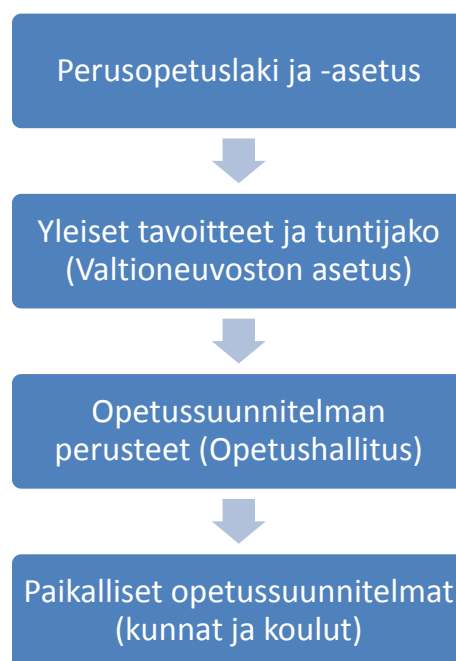 Perusopetuslaki ja -asetus
Yleiset tavoitteet ja tuntijako
(Valtioneuvoston asetus)
Opetussuunnitelman
perusteet (Opetushallitus)
Paikalliset opetussuunnitelmat
(kunnat ja koulut)